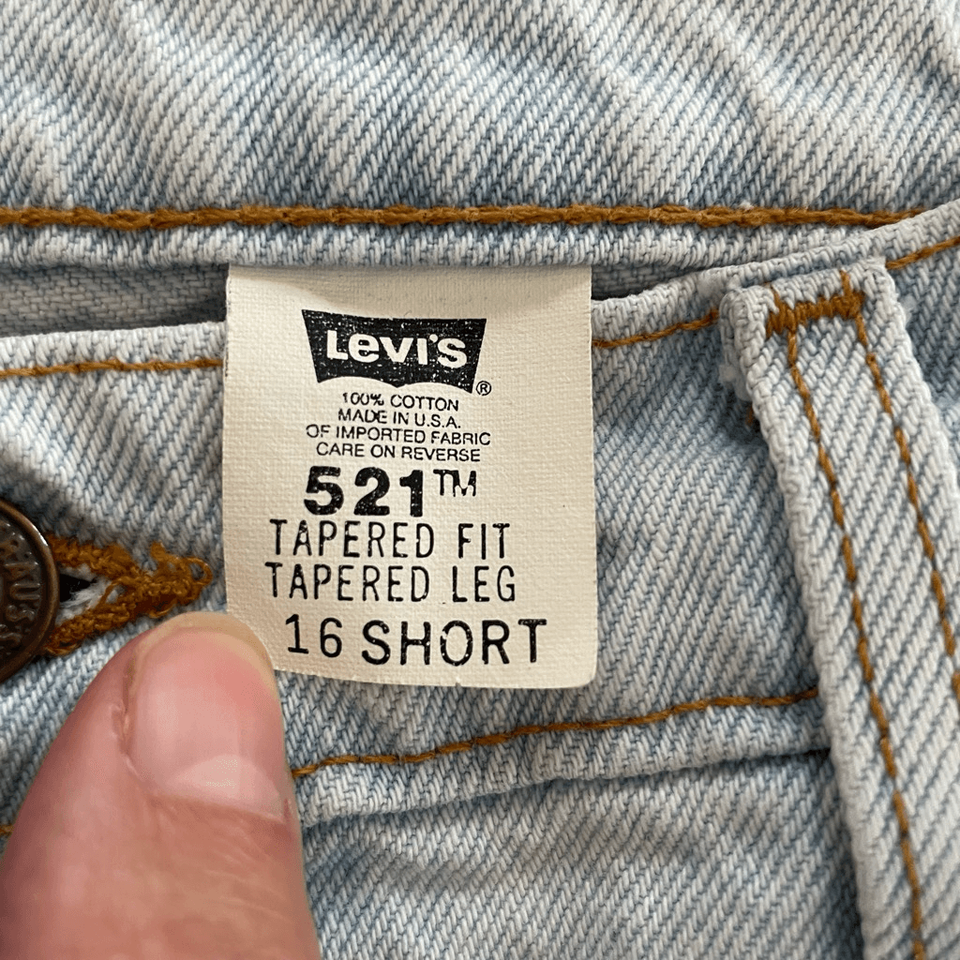 Levi's ®
100% COTTON
MADE IN U.S.A.
OF IMPORTED FABRIC
CARE ON REVERSE
521™
TAPERED FIT
TAPERED LEG
16 SHORT